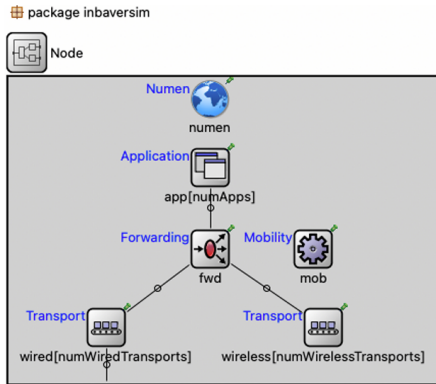 package inbaversim
Node
Numen
numen
Application
app[numApps]
Forwarding
Mobility
fwd
mob
Transport
Transport
wired[numWiredTransports]
wireless[numWirelessTransports]